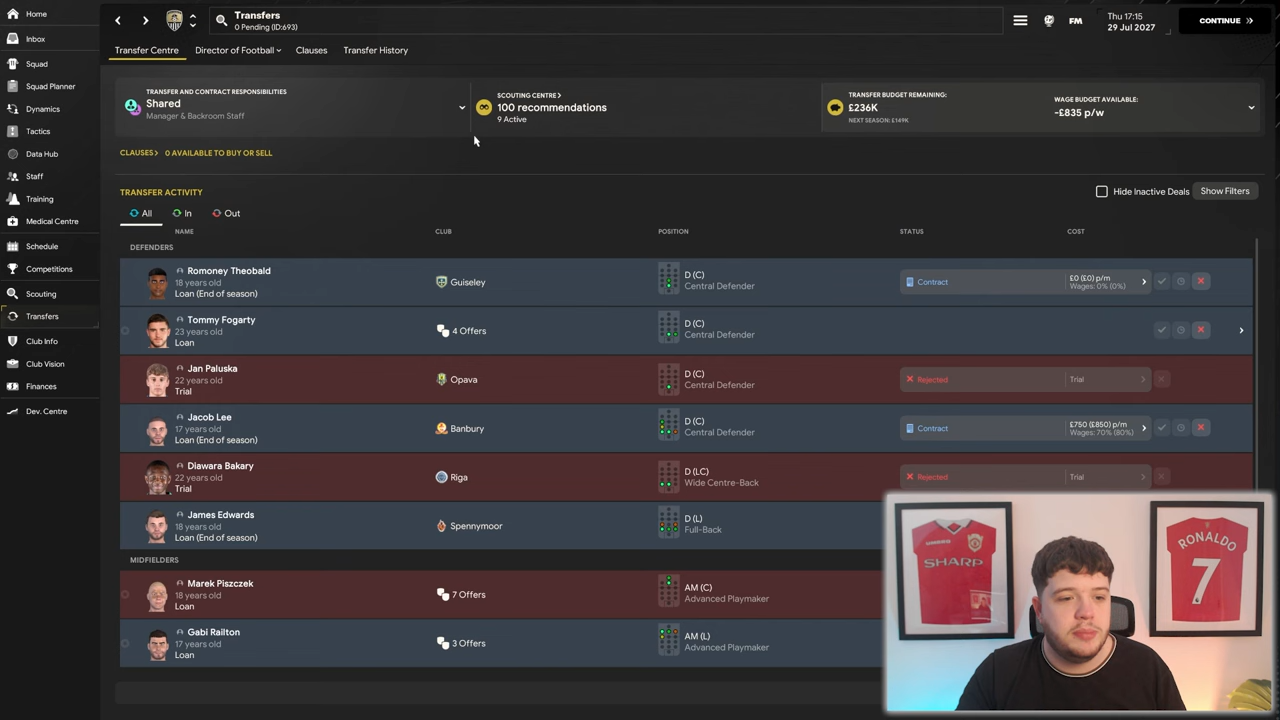 Home
Inbox
Squad
Squad Planner
Dynamics
Tactics
Data Hub
Staff
Training
Medical Centre
Schedule
Competitions
Scouting
Transfers
Club Info
Club Vision
Finances
Dev. Centre
Transfers
0 Pending (ID:693)
FM
Thu 17:15
29 Jul 2027
CONTINUE
Transfer Centre
Director of Football
Clauses
Transfer History
TRANSFER AND CONTRACT RESPONSIBILITIES
Shared
Manager & Backroom Staff
SCOUTING CENTRE >
100 recommendations
9 Active
TRANSFER BUDGET REMAINING:
£236K
NEXT SEASON: £149K
WAGE BUDGET AVAILABLE:
-£835 p/w
CLAUSES > 0 AVAILABLE TO BUY OR SELL
TRANSFER ACTIVITY
Hide Inactive Deals
Show Filters
All In Out
NAME CLUB POSITION STATUS COST
DEFENDERS
Romoney Theobald
18 years old
Loan (End of season)
Guiseley
D (C)
Central Defender
Contract
£0 (£0) p/m
Wages: 0% (0%)
Tommy Fogarty
23 years old
Loan
4 Offers
D (C)
Central Defender
Jan Paluska
22 years old
Trial
Opava
D (C)
Central Defender
Rejected
Trial
Jacob Lee
17 years old
Loan (End of season)
Banbury
D (C)
Central Defender
Contract
£750 (£850) p/m
Wages: 70% (80%)
Diawara Bakary
22 years old
Trial
Riga
D (LC)
Wide Centre-Back
Rejected
Trial
James Edwards
18 years old
Loan (End of season)
Spennymoor
D (L)
Full-Back
MIDFIELDERS
Marek Piszczek
18 years old
Loan
7 Offers
AM (C)
Advanced Playmaker
Gabi Railton
17 years old
Loan
3 Offers
AM (L)
Advanced Playmaker
SHARP
RONALDO
7